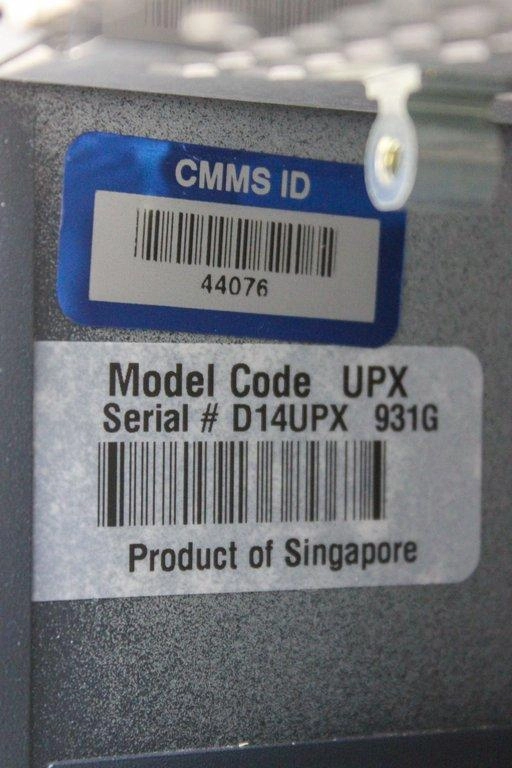 CMMS ID
44076
Model Code UPX
Serial # D14UPX 931G
Product of Singapore